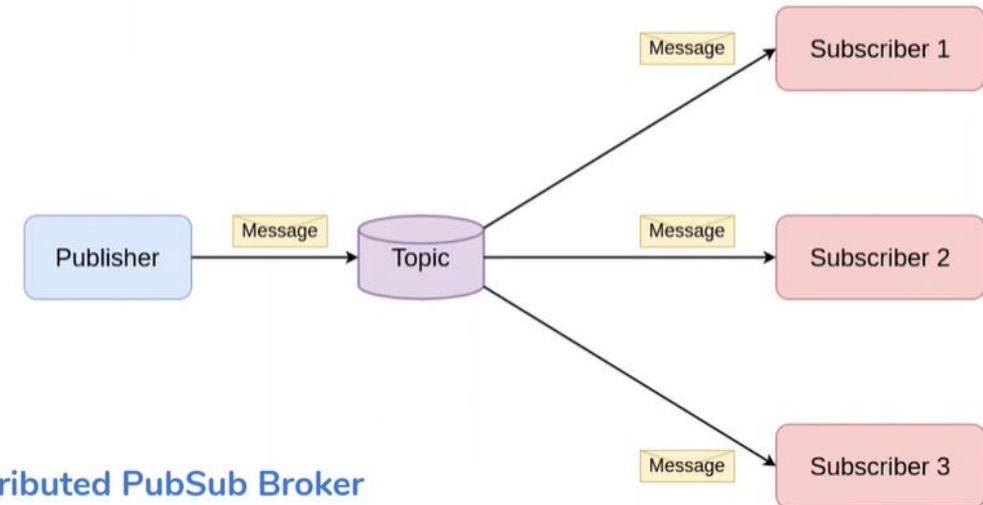 Message
Subscriber 1
Message
Message
Publisher
Topic
Subscriber 2
Message
Subscriber 3
ributed PubSub Broker